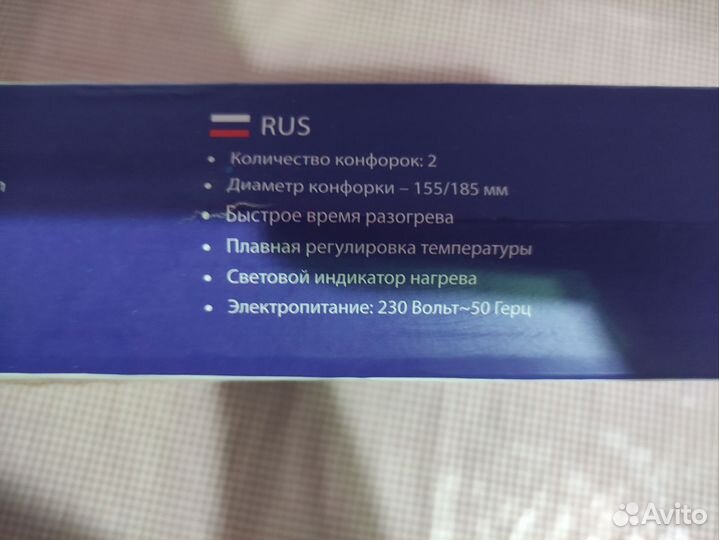 RUS
• Количество конфорок: 2
• Диаметр конфорки – 155/185 мм
• Быстрое время разогрева
• Плавная регулировка температуры
• Световой индикатор нагрева
• Электропитание: 230 Вольт~50 Герц
Avito